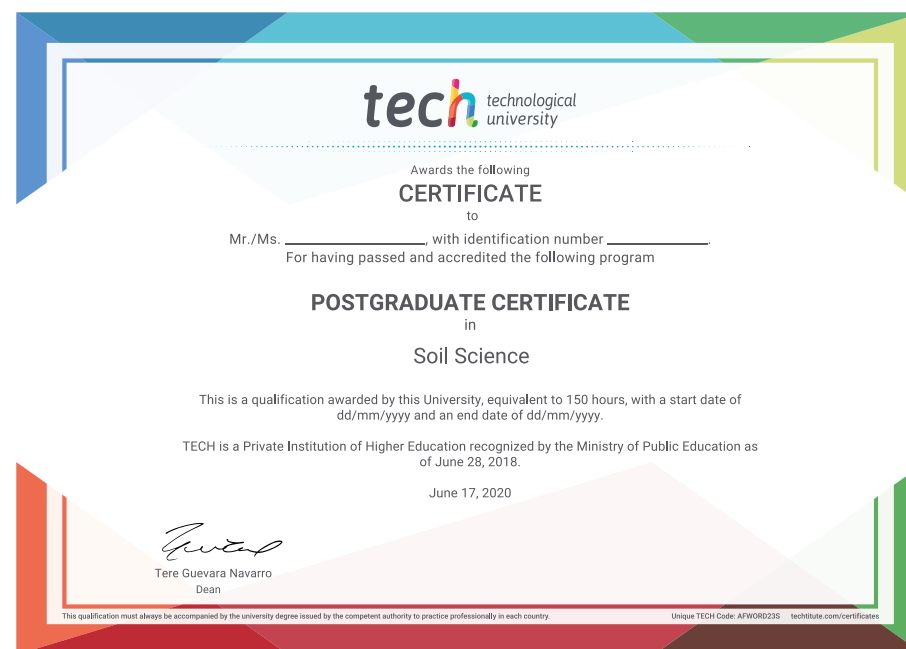 tech technological
university
Awards the following
CERTIFICATE
to
Mr./Ms. ____________, with identification number ____________.
For having passed and accredited the following program
POSTGRADUATE CERTIFICATE
in
Soil Science
This is a qualification awarded by this University, equivalent to 150 hours, with a start date of
dd/mm/yyyy and an end date of dd/mm/yyyy.
TECH is a Private Institution of Higher Education recognized by the Ministry of Public Education as
of June 28, 2018.
June 17, 2020
Tere Guevara Navarro
Dean
This qualification must always be accompanied by the university degree issued by the competent authority to practice professionally in each country. Unique TECH Code: AFWORD23S techtitute.com/certificates